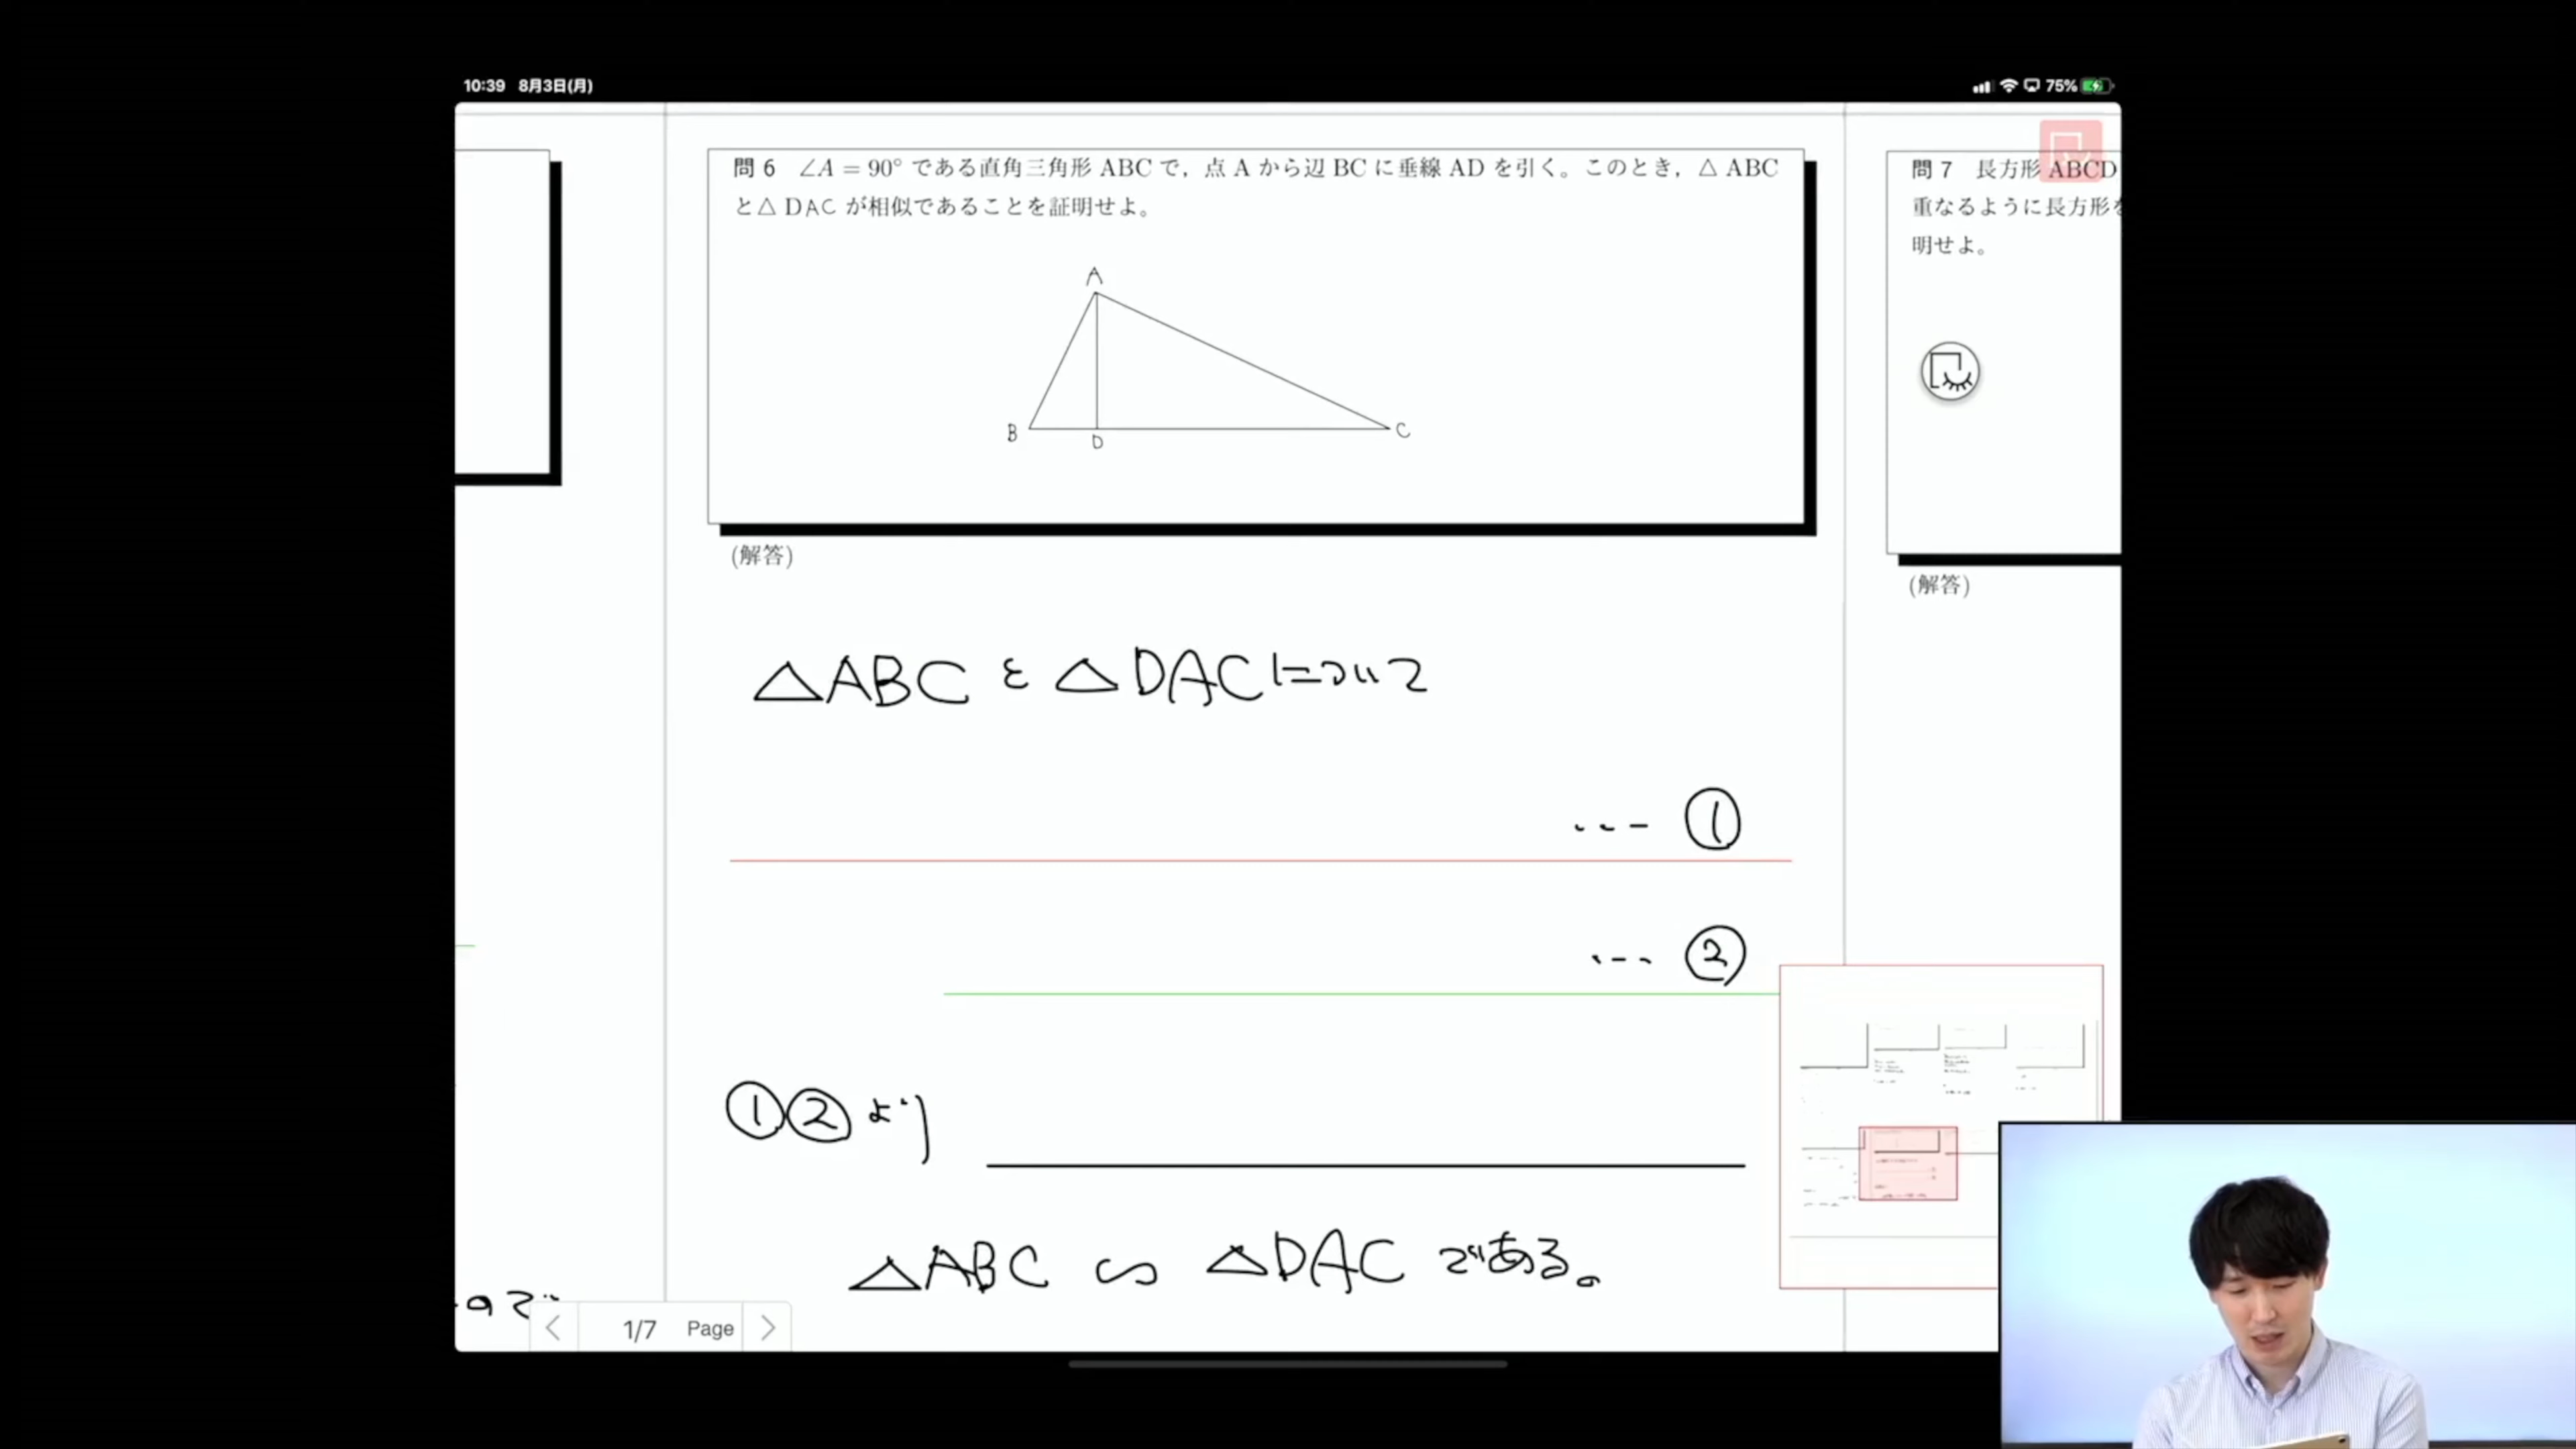 10:39 8月3日(月)
75%
問 6 ∠A = 90° である直角三角形 ABC で，点 A から辺 BC に垂線 AD を引く。このとき，△ ABC
と△ DAC が相似であることを証明せよ。
A
B
D
C
(解答)
△ABC と △DACについて
… ①
… ②
①②より
△ABC ∽ △DAC である。
問 7 長方形 ABCD
重なるように長方形を
明せよ。
(解答)
ので
1/7 Page